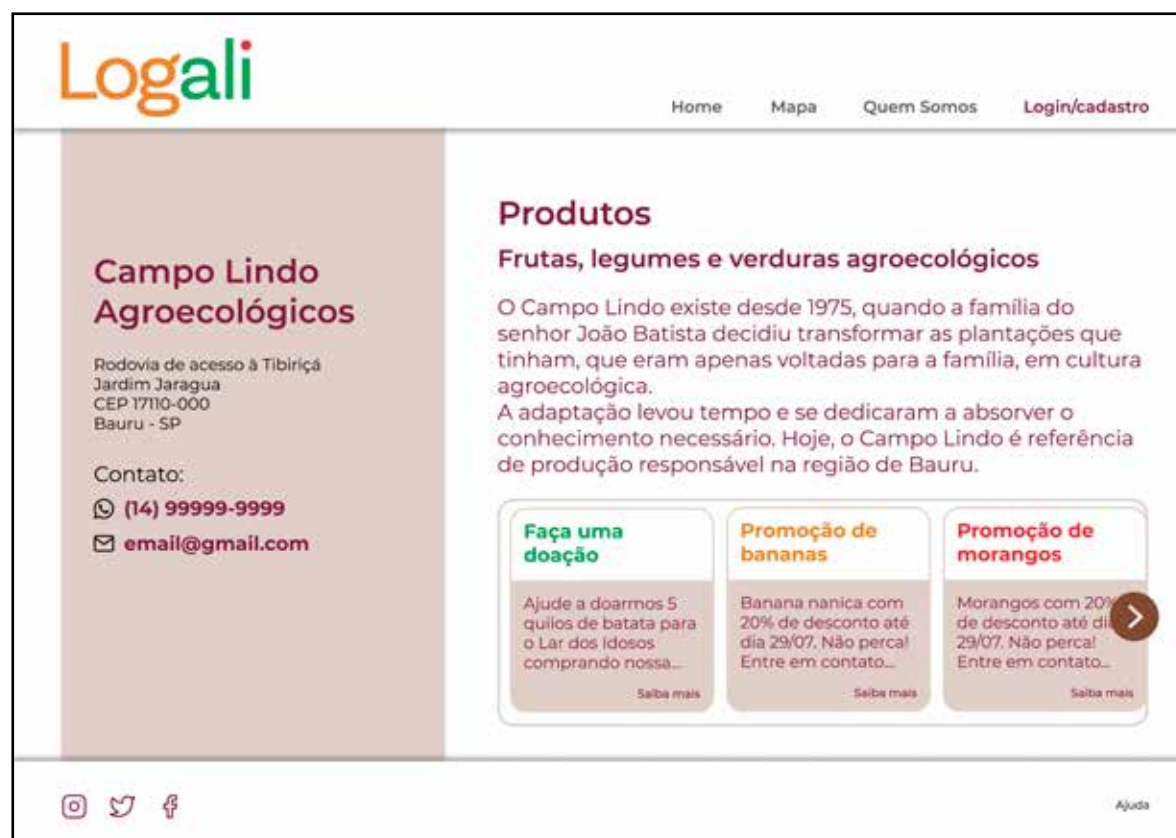 Logali
Home Mapa Quem Somos Login/cadastro
Campo Lindo
Agroecológicos
Rodovia de acesso à Tibiriçá
Jardim Jaragua
CEP 17110-000
Bauru - SP
Contato:
(14) 99999-9999
email@gmail.com
Produtos
Frutas, legumes e verduras agroecológicos
O Campo Lindo existe desde 1975, quando a família do
senhor João Batista decidiu transformar as plantações que
tinham, que eram apenas voltadas para a família, em cultura
agroecológica.
A adaptação levou tempo e se dedicaram a absorver o
conhecimento necessário. Hoje, o Campo Lindo é referência
de produção responsável na região de Bauru.
Faça uma
doação
Ajude a doarmos 5
quilos de batata para
o Lar dos Idosos
comprando nossa...
Saiba mais
Promoção de
bananas
Banana nanica com
20% de desconto até
dia 29/07. Não perca!
Entre em contato...
Saiba mais
Promoção de
morangos
Morangos com 20%
de desconto até
29/07. Não perca!
Entre em contato...
Saiba mais
Ajuda